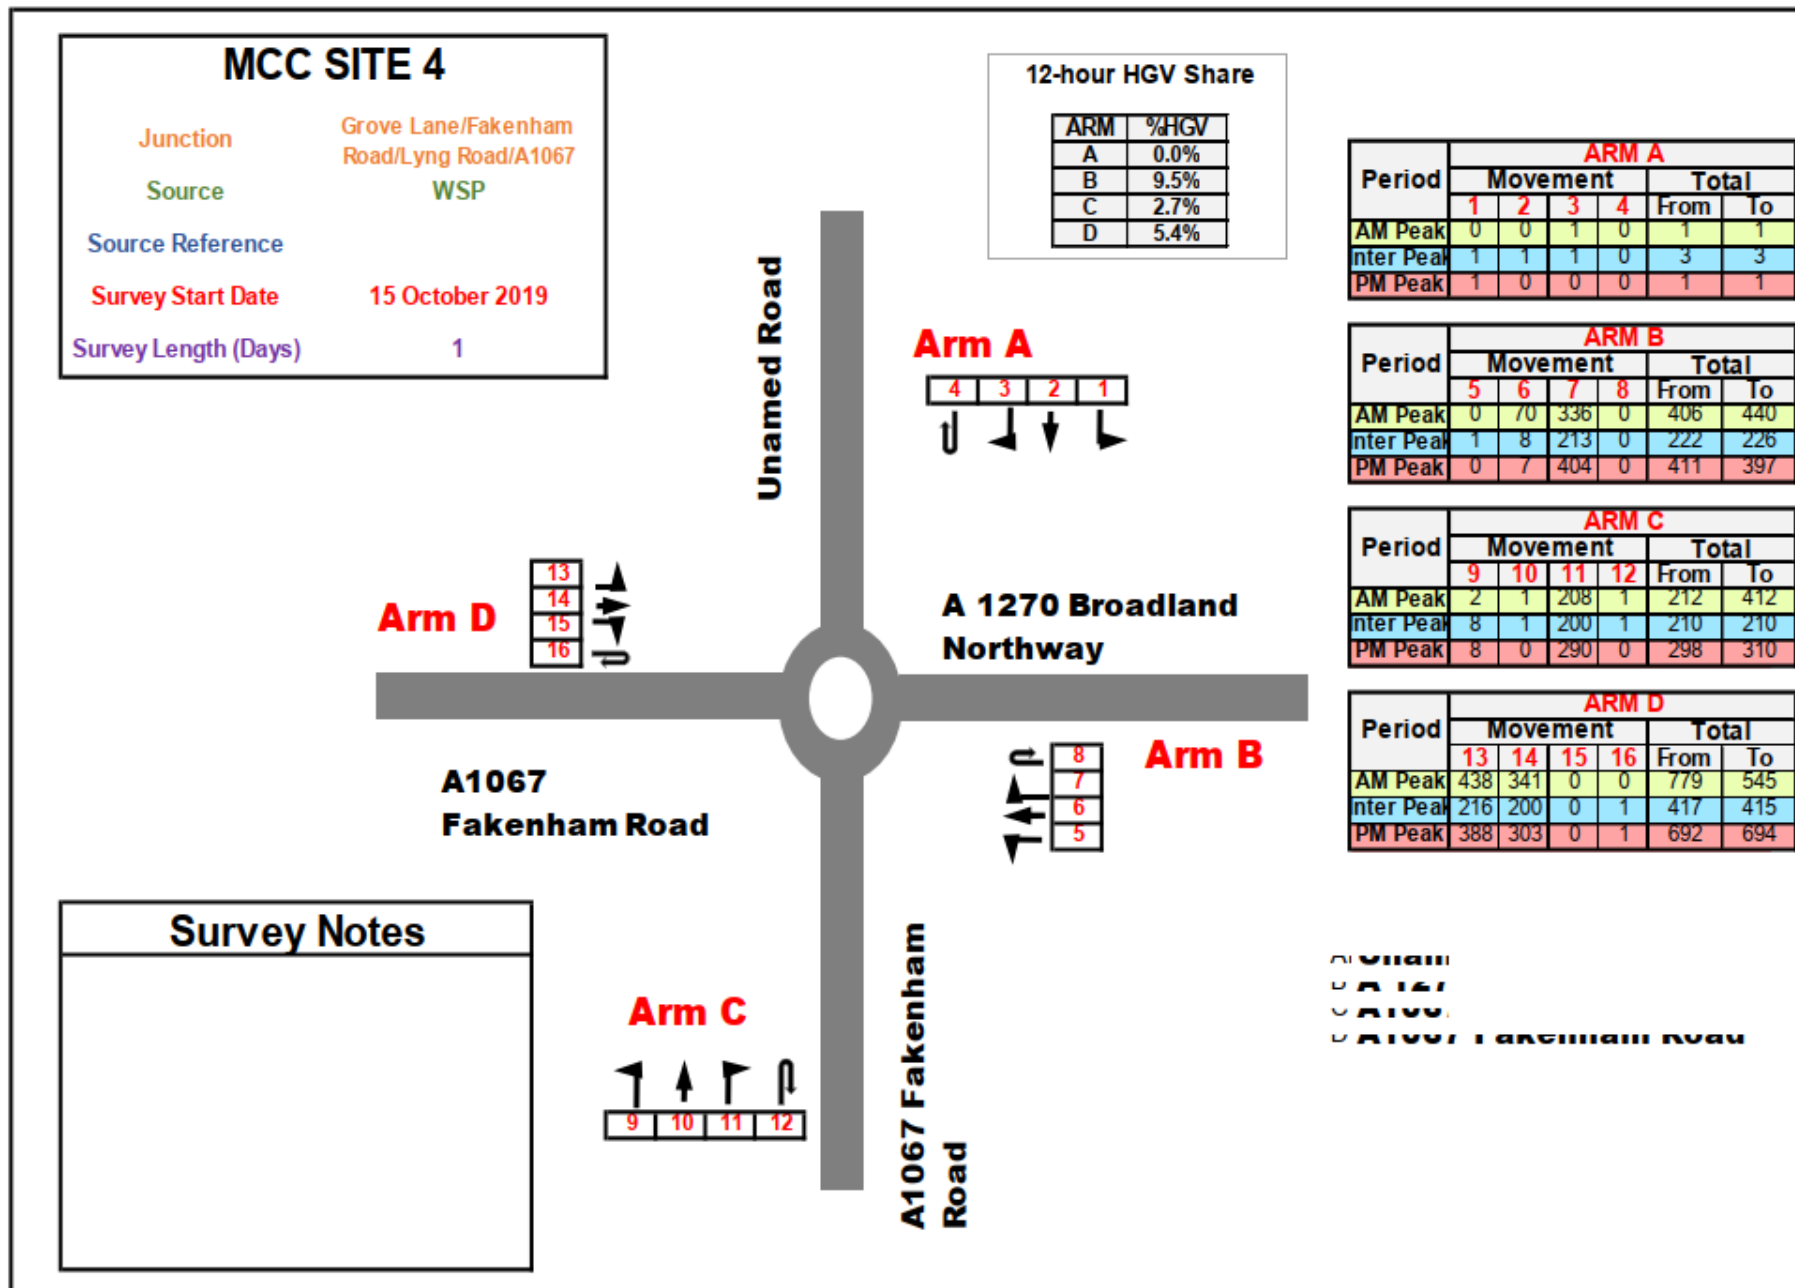 MCC SITE 4
Junction Grove Lane/Fakenham
Road/Lyng Road/A1067
Source WSP
Source Reference
Survey Start Date 15 October 2019
Survey Length (Days) 1
12-hour HGV Share
ARM %HGV
A 0.0%
B 9.5%
C 2.7%
D 5.4%
Unamed Road
Arm A
4 3 2 1
Arm D
13
14
15
16
A 1270 Broadland
Northway
A1067
Fakenham Road
Arm B
8
7
6
5
Arm C
9 10 11 12
A1067 Fakenham
Road
Survey Notes
ARM A
Period Movement Total
1 2 3 4 From To
AM Peak 0 0 1 0 1 1
nter Peak 1 1 1 0 3 3
PM Peak 1 0 0 0 1 1
ARM B
Period Movement Total
5 6 7 8 From To
AM Peak 0 70 336 0 406 440
nter Peak 1 8 213 0 222 226
PM Peak 0 7 404 0 411 397
ARM C
Period Movement Total
9 10 11 12 From To
AM Peak 2 1 208 1 212 412
nter Peak 8 1 200 1 210 210
PM Peak 8 0 290 0 298 310
ARM D
Period Movement Total
13 14 15 16 From To
AM Peak 438 341 0 0 779 545
nter Peak 216 200 0 1 417 415
PM Peak 388 303 0 1 692 694
D A1067 Fakenham Road